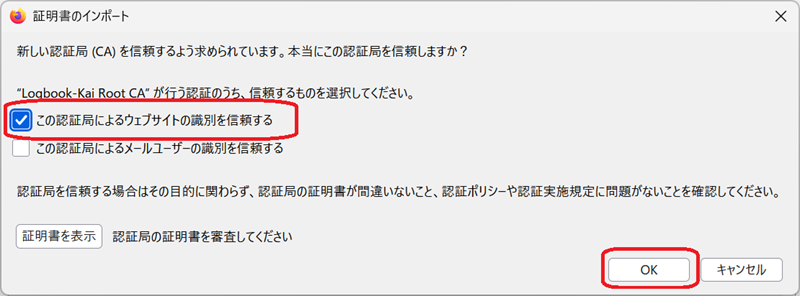 証明書のインポート
新しい認証局 (CA) を信頼するよう求められています。本当にこの認証局を信頼しますか？
“Logbook-Kai Root CA” が行う認証のうち、信頼するものを選択してください。
この認証局によるウェブサイトの識別を信頼する
この認証局によるメールユーザーの識別を信頼する
認証局を信頼する場合はその目的に関わらず、認証局の証明書が間違いないこと、認証ポリシーや認証実施規定に問題がないことを確認してください。
証明書を表示 認証局の証明書を審査してください
OK キャンセル